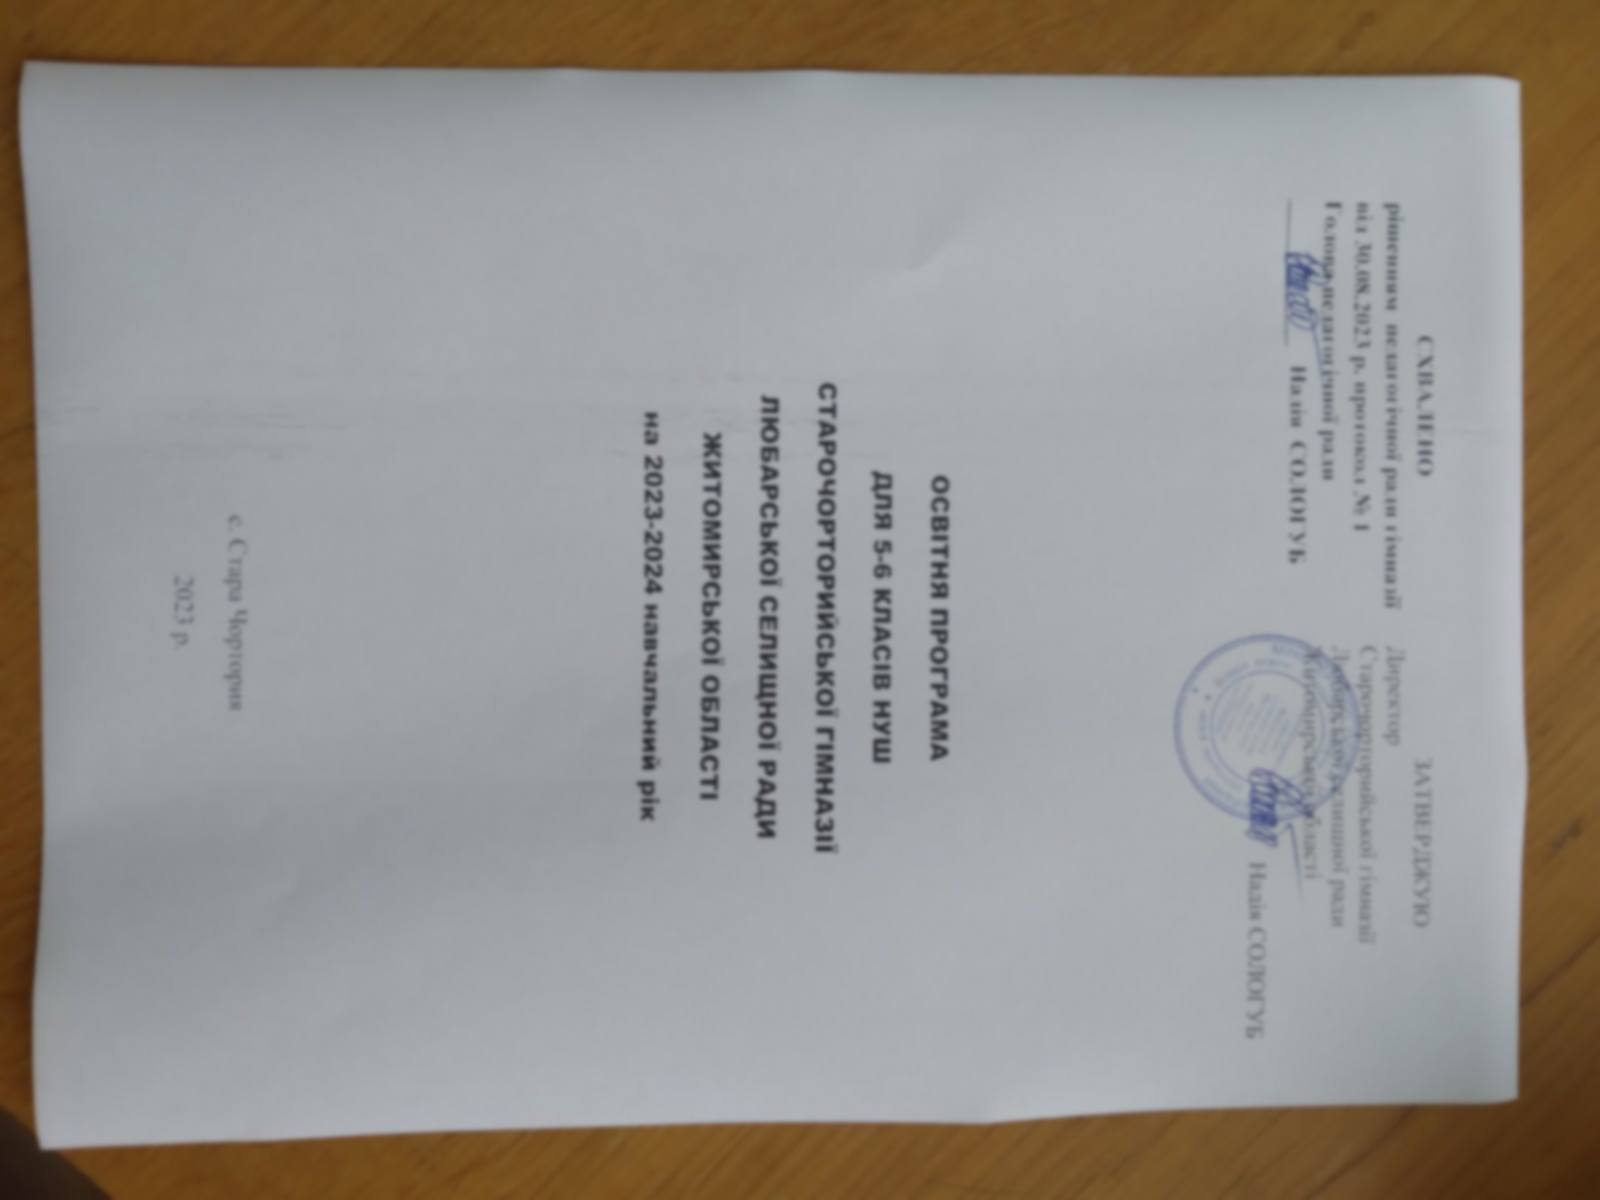 СХВАЛЕНО
рішенням педагогічної ради гімназії
від 30.08.2023 р. протокол № 1
Голова педагогічної ради
Надія СОЛОГУБ
ЗАТВЕРДЖУЮ
Директор
Старочорторийської гімназії
Любарської селищної ради
Житомирської області
Надія СОЛОГУБ
ОСВІТНЯ ПРОГРАМА
ДЛЯ 5-6 КЛАСІВ НУШ
СТАРОЧОРТОРИЙСЬКОЇ ГІМНАЗІЇ
ЛЮБАРСЬКОЇ СЕЛИЩНОЇ РАДИ
ЖИТОМИРСЬКОЇ ОБЛАСТІ
на 2023-2024 навчальний рік
с. Стара Чортория
2023 р.